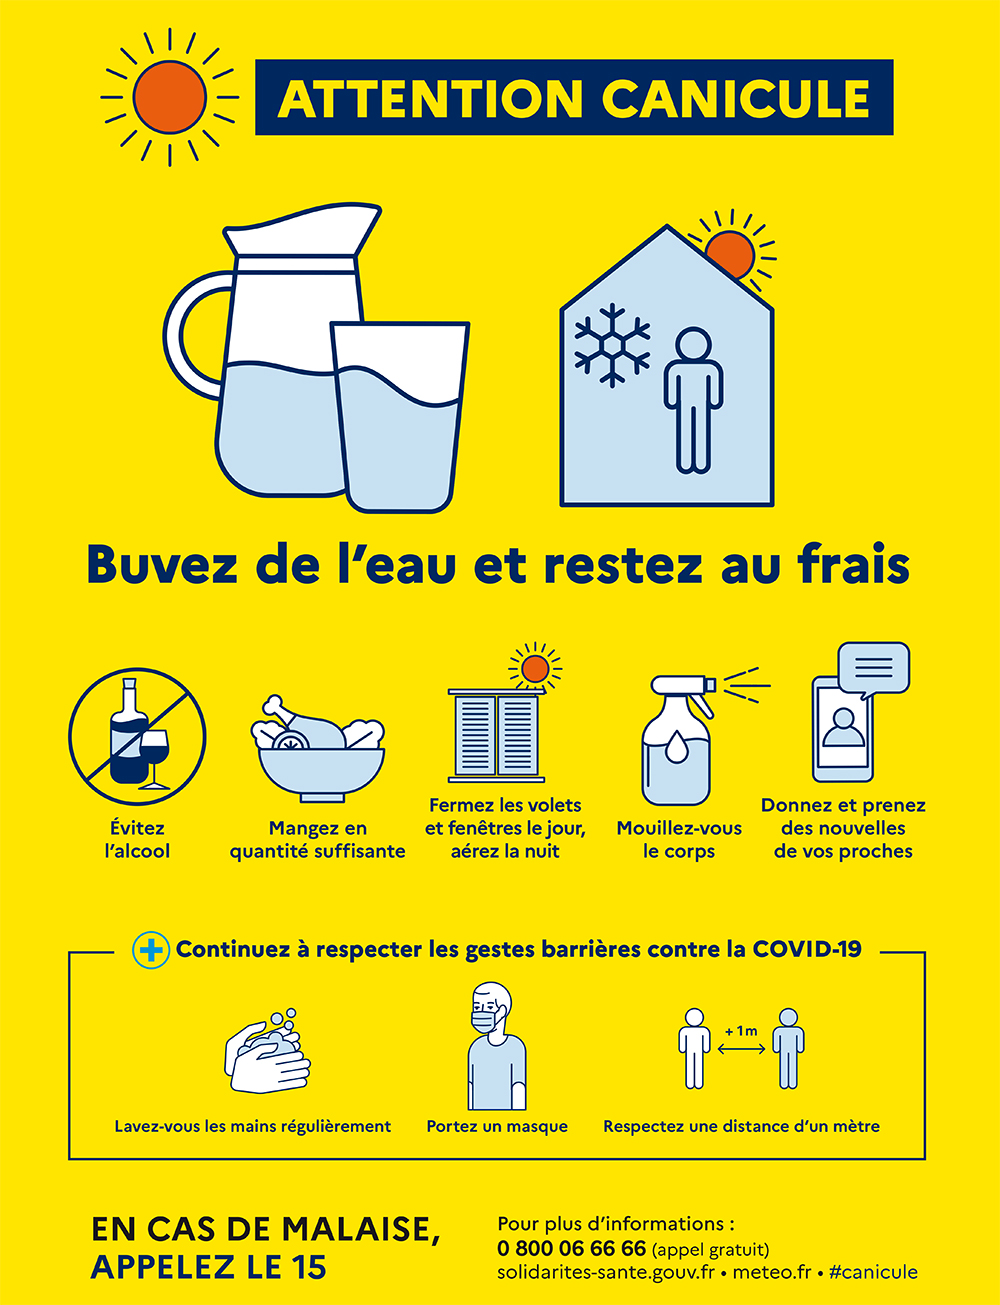 ATTENTION CANICULE
Buvez de l'eau et restez au frais
Évitez
l'alcool
Mangez en
quantité suffisante
Fermez les volets
et fenêtres le jour,
aérez la nuit
Mouillez-vous
le corps
Donnez et prenez
des nouvelles
de vos proches
Continuez à respecter les gestes barrières contre la COVID-19
+ 1 m
Lavez-vous les mains régulièrement
Portez un masque
Respectez une distance d'un mètre
EN CAS DE MALAISE,
APPELEZ LE 15
Pour plus d'informations :
0 800 06 66 66 (appel gratuit)
solidarites-sante.gouv.fr • meteo.fr • #canicule